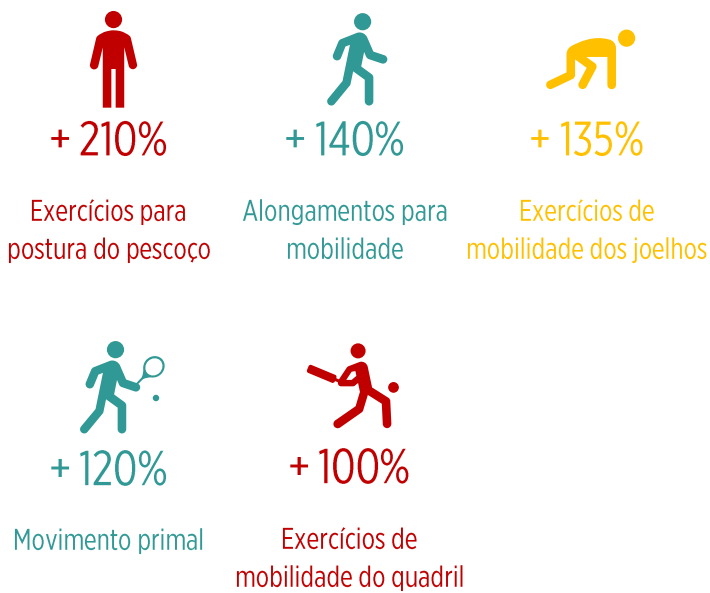 + 210%
Exercícios para
postura do pescoço
+ 140%
Alongamentos para
mobilidade
+ 135%
Exercícios de
mobilidade dos joelhos
+ 120%
Movimento primal
+ 100%
Exercícios de
mobilidade do quadril